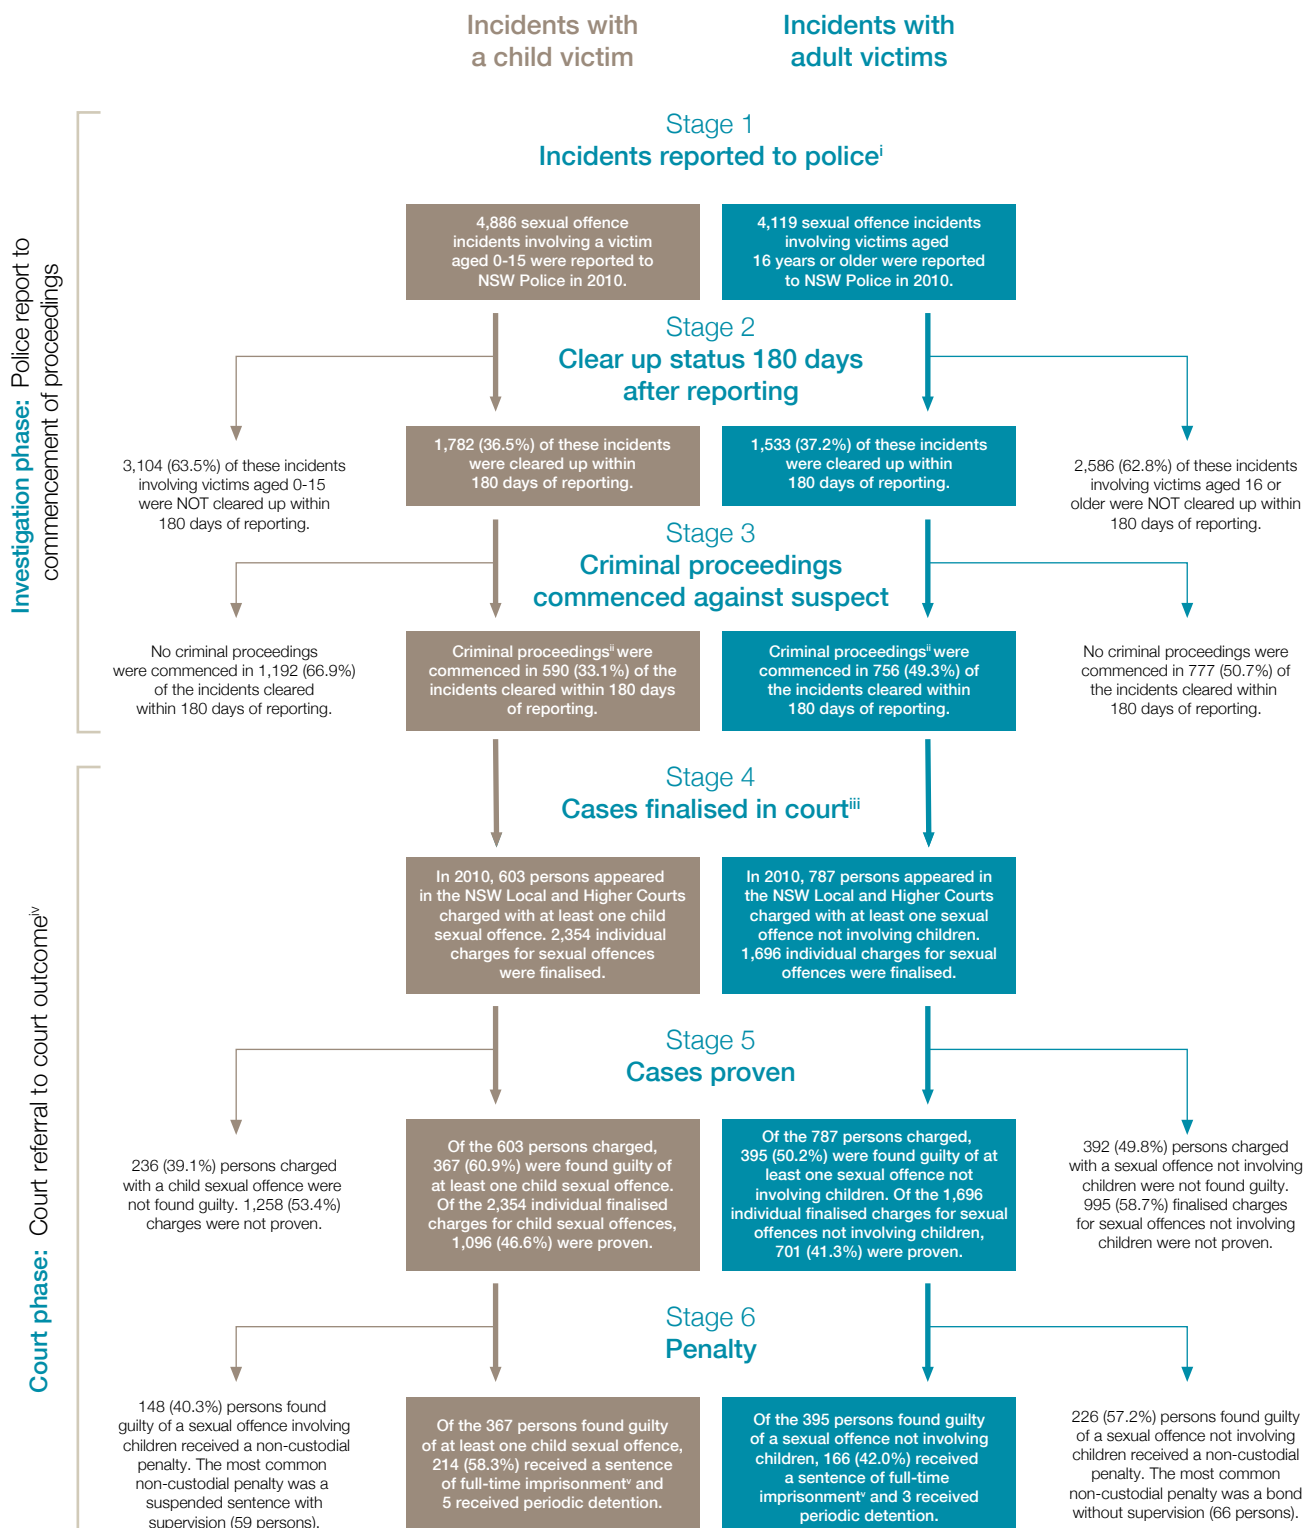 Incidents with
a child victim
Incidents with
adult victims
Investigation phase: Police report to
commencement of proceedings
Stage 1
Incidents reported to policeⁱ
4,886 sexual offence
incidents involving a victim
aged 0-15 were reported to
NSW Police in 2010.
4,119 sexual offence incidents
involving victims aged
16 years or older were reported
to NSW Police in 2010.
Stage 2
Clear up status 180 days
after reporting
3,104 (63.5%) of these incidents
involving victims aged 0-15
were NOT cleared up within
180 days of reporting.
1,782 (36.5%) of these incidents
were cleared up within
180 days of reporting.
1,533 (37.2%) of these incidents
were cleared up within
180 days of reporting.
2,586 (62.8%) of these incidents
involving victims aged 16 or
older were NOT cleared up within
180 days of reporting.
Stage 3
Criminal proceedings
commenced against suspect
No criminal proceedings
were commenced in 1,192 (66.9%)
of the incidents cleared
within 180 days of reporting.
Criminal proceedingsⁱⁱ were
commenced in 590 (33.1%) of the
incidents cleared within 180 days
of reporting.
Criminal proceedingsⁱⁱ were
commenced in 756 (49.3%) of
the incidents cleared within
180 days of reporting.
No criminal proceedings were
commenced in 777 (50.7%) of
the incidents cleared within
180 days of reporting.
Court phase: Court referral to court outcomeⁱᵛ
Stage 4
Cases finalised in courtⁱⁱⁱ
In 2010, 603 persons appeared
in the NSW Local and Higher Courts
charged with at least one child
sexual offence. 2,354 individual
charges for sexual offences
were finalised.
In 2010, 787 persons appeared in
the NSW Local and Higher Courts
charged with at least one sexual
offence not involving children.
1,696 individual charges for sexual
offences were finalised.
Stage 5
Cases proven
236 (39.1%) persons charged
with a child sexual offence were
not found guilty. 1,258 (53.4%)
charges were not proven.
Of the 603 persons charged,
367 (60.9%) were found guilty of
at least one child sexual offence.
Of the 2,354 individual finalised
charges for child sexual offences,
1,096 (46.6%) were proven.
Of the 787 persons charged,
395 (50.2%) were found guilty of at
least one sexual offence not
involving children. Of the 1,696
individual finalised charges for sexual
offences not involving children,
701 (41.3%) were proven.
392 (49.8%) persons charged
with a sexual offence not involving
children were not found guilty.
995 (58.7%) finalised charges
for sexual offences not involving
children were not proven.
Stage 6
Penalty
148 (40.3%) persons found
guilty of a sexual offence involving
children received a non-custodial
penalty. The most common
non-custodial penalty was a
suspended sentence with
supervision (59 persons).
Of the 367 persons found guilty
of at least one child sexual offence,
214 (58.3%) received a sentence
of full-time imprisonmentᵛ and
5 received periodic detention.
Of the 395 persons found guilty
of a sexual offence not involving
children, 166 (42.0%) received
a sentence of full-time
imprisonmentᵛ and 3 received
periodic detention.
226 (57.2%) persons found guilty
of a sexual offence not involving
children received a non-custodial
penalty. The most common
non-custodial penalty was a bond
without supervision (66 persons).